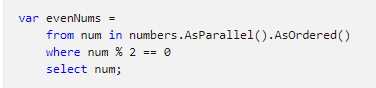 var evenNums =
    from num in numbers.AsParallel().AsOrdered()
    where num % 2 == 0
    select num;